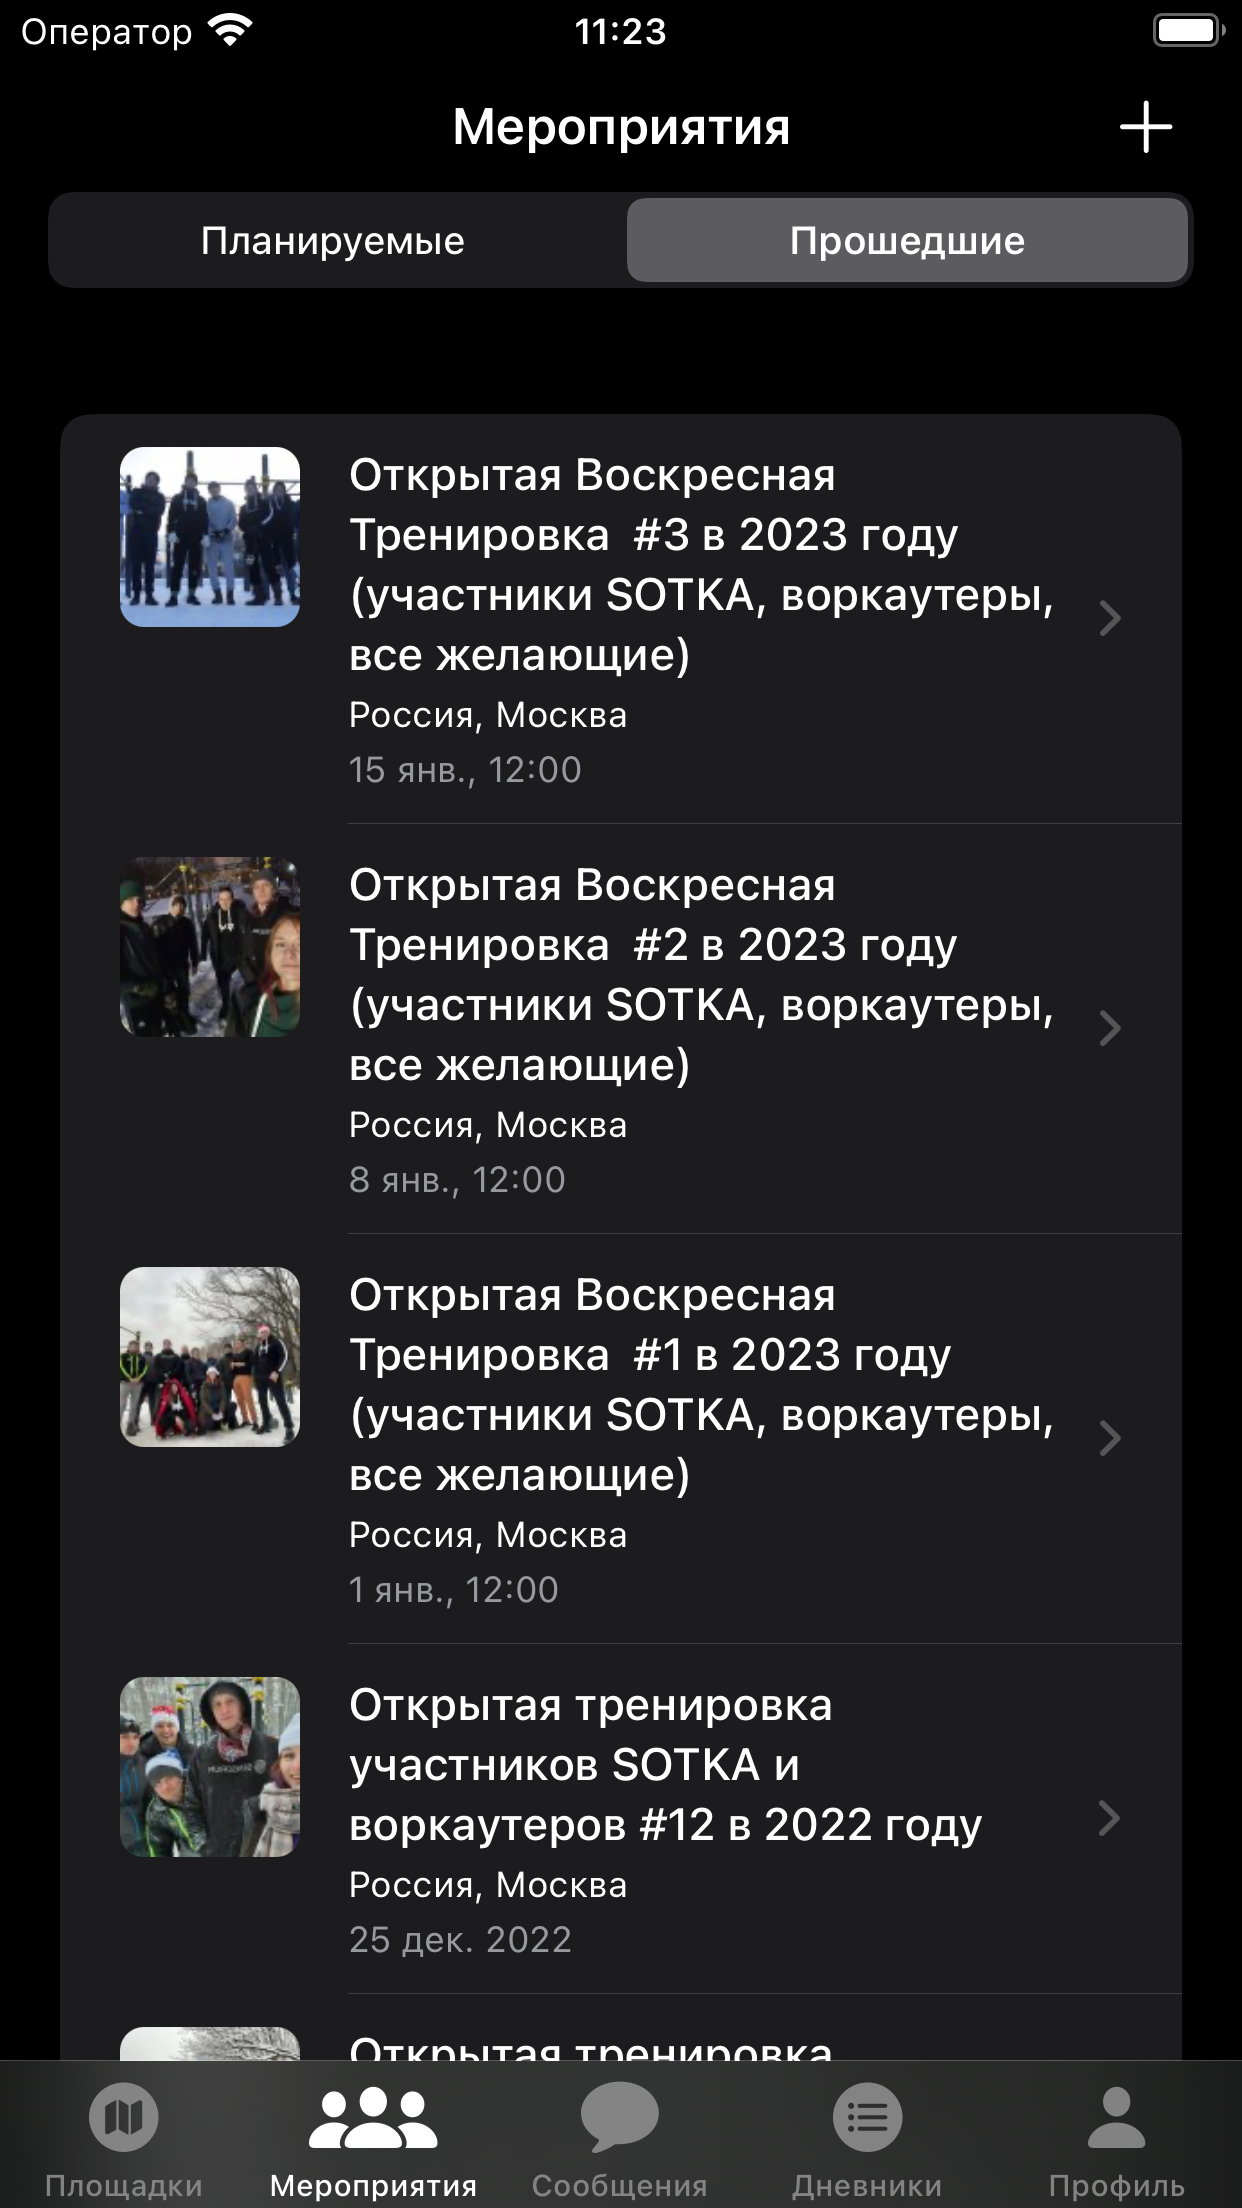 Оператор
11:23
Мероприятия
Планируемые
Прошедшие
Открытая Воскресная
Тренировка  #3 в 2023 году
(участники SOTKA, воркаутеры,
все желающие)
Россия, Москва
15 янв., 12:00
Открытая Воскресная
Тренировка  #2 в 2023 году
(участники SOTKA, воркаутеры,
все желающие)
Россия, Москва
8 янв., 12:00
Открытая Воскресная
Тренировка  #1 в 2023 году
(участники SOTKA, воркаутеры,
все желающие)
Россия, Москва
1 янв., 12:00
Открытая тренировка
участников SOTKA и
воркаутеров #12 в 2022 году
Россия, Москва
25 дек. 2022
Открытая тренировка
Площадки
Мероприятия
Сообщения
Дневники
Профиль